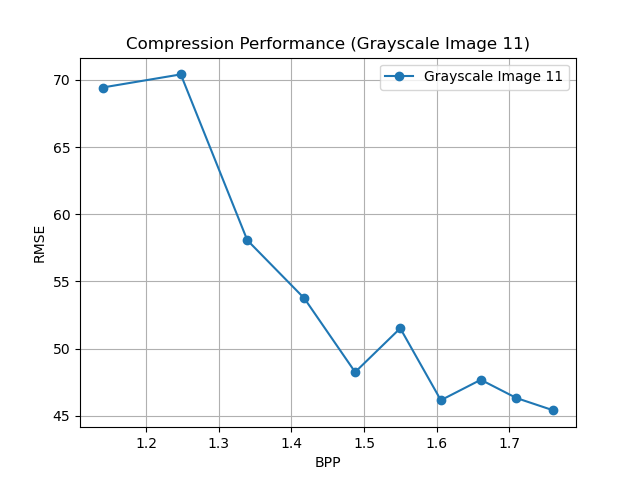 Compression Performance (Grayscale Image 11)
Grayscale Image 11
RMSE
70
65
60
55
50
45
1.2 1.3 1.4 1.5 1.6 1.7
BPP